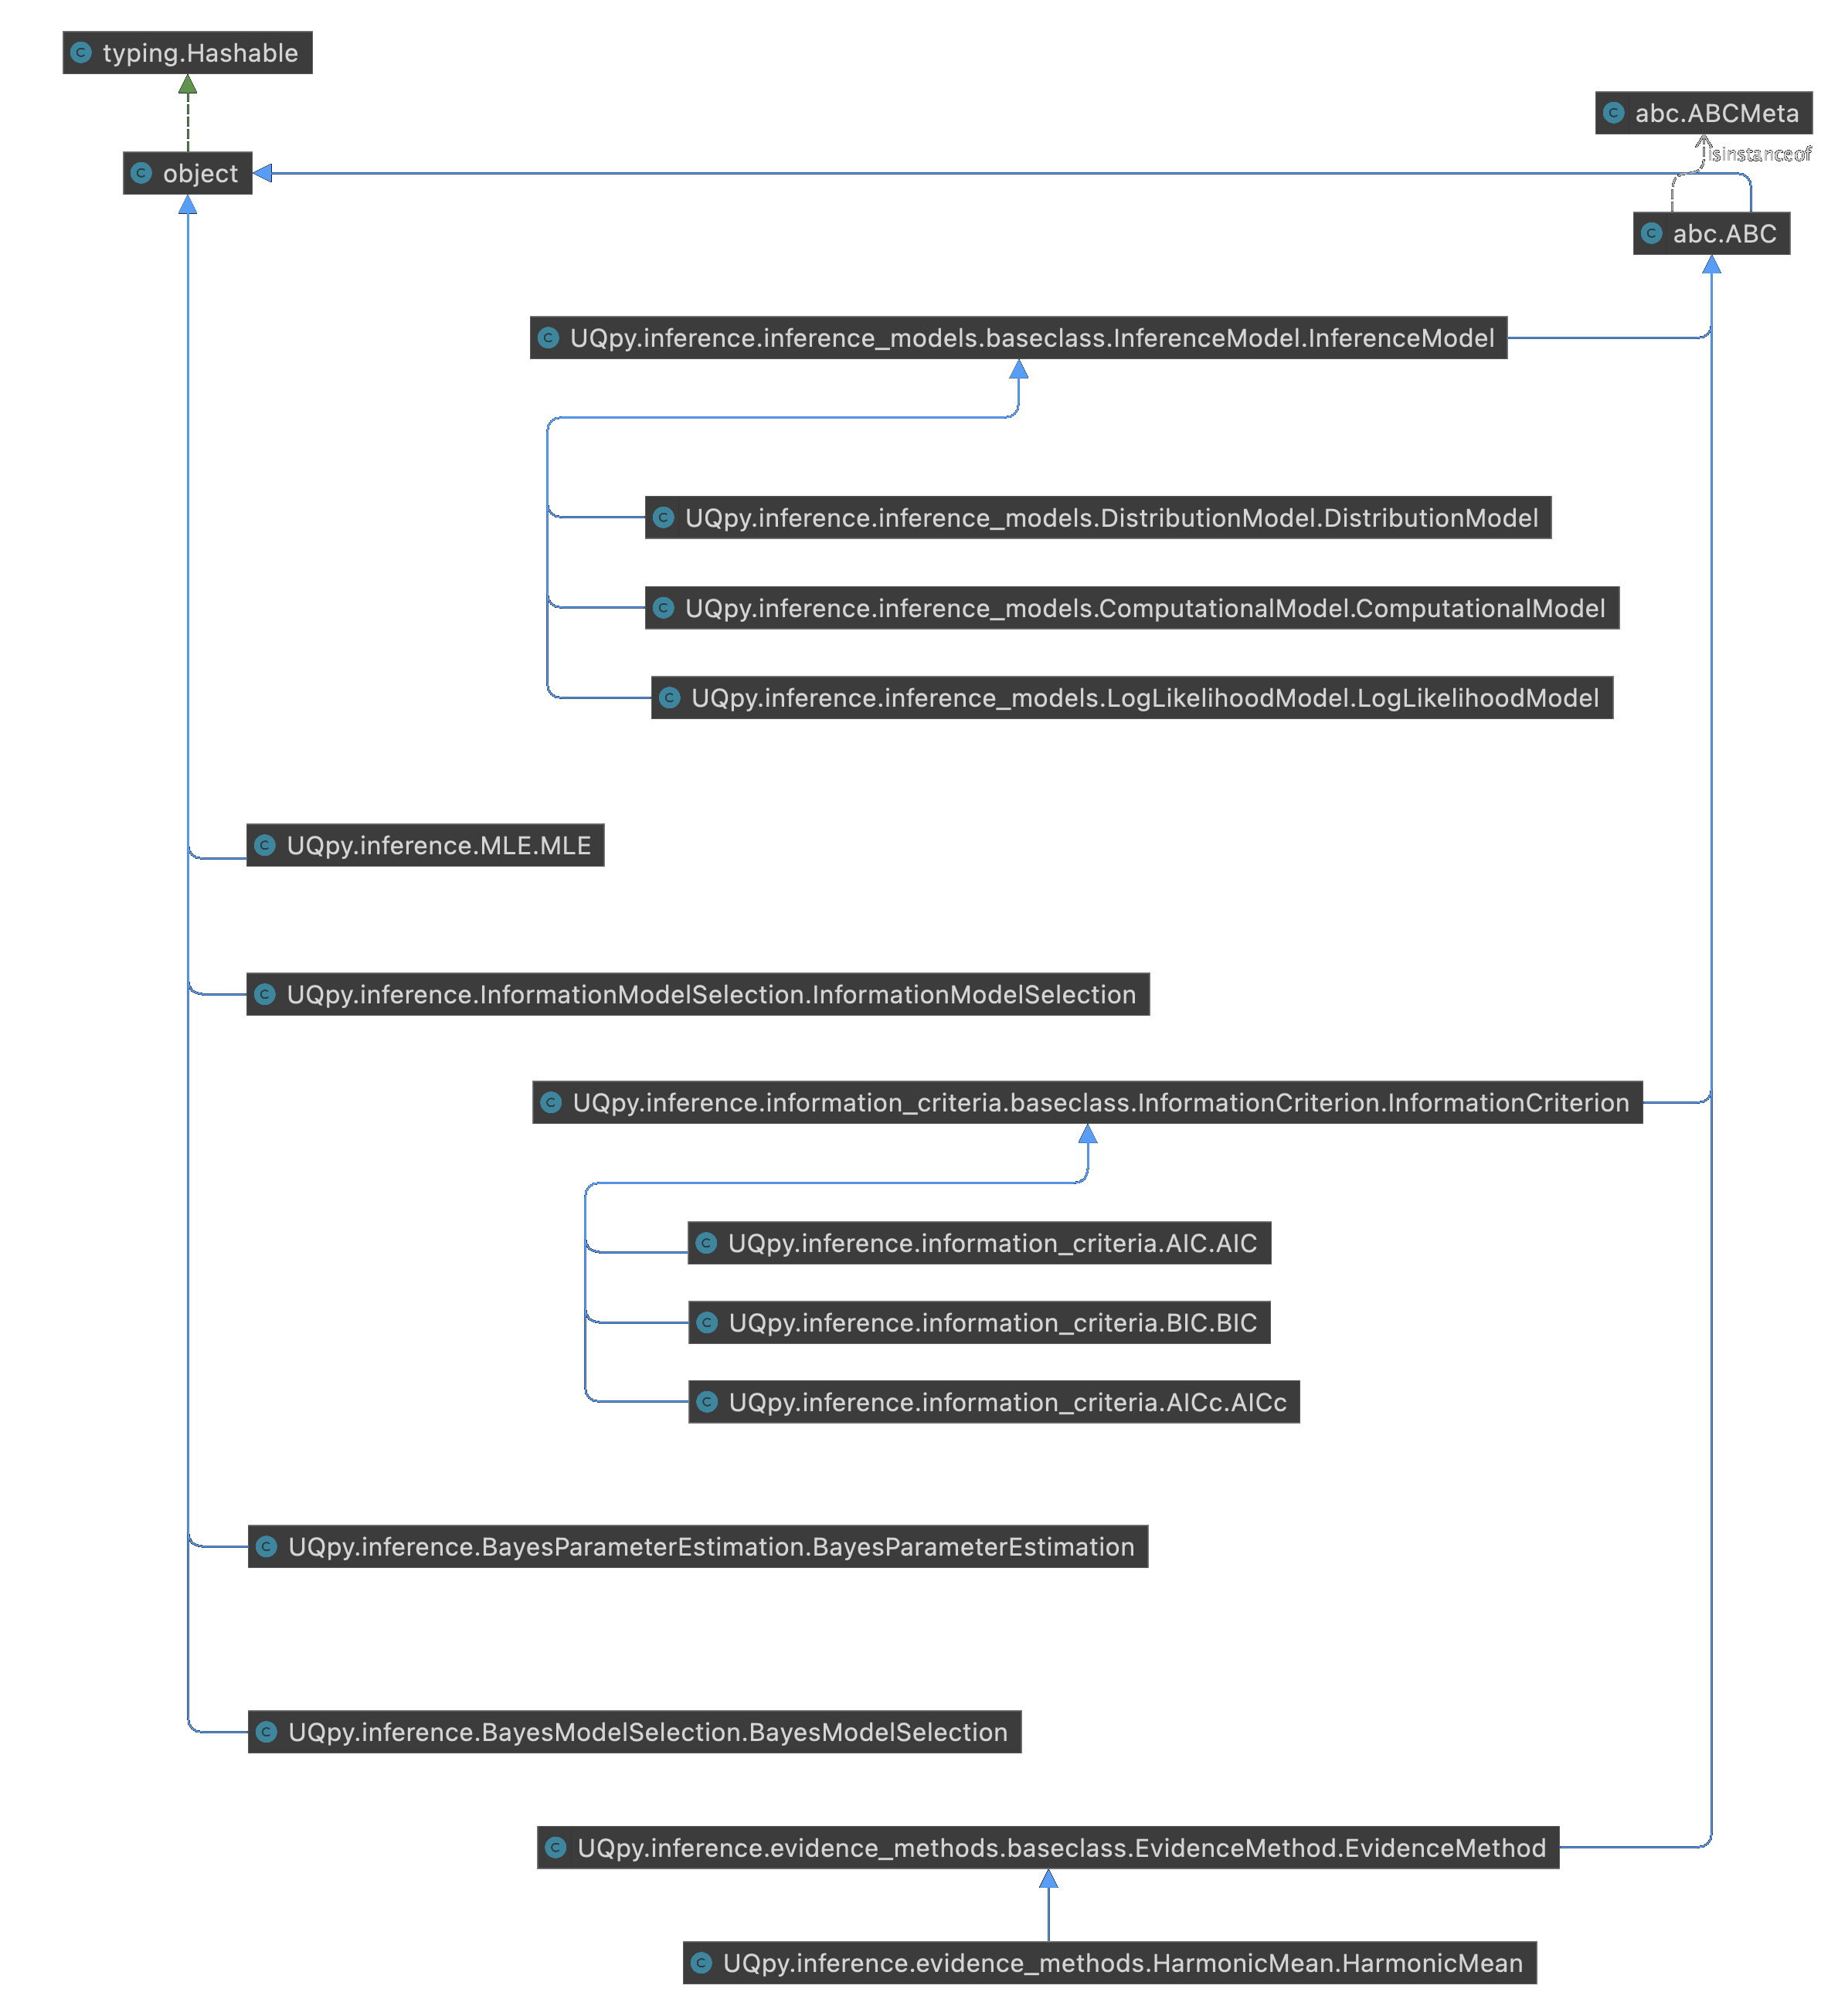 typing.Hashable
abc.ABCMeta
isinstanceof
object
abc.ABC
UQpy.inference.inference_models.baseclass.InferenceModel.InferenceModel
UQpy.inference.inference_models.DistributionModel.DistributionModel
UQpy.inference.inference_models.ComputationalModel.ComputationalModel
UQpy.inference.inference_models.LogLikelihoodModel.LogLikelihoodModel
UQpy.inference.MLE.MLE
UQpy.inference.InformationModelSelection.InformationModelSelection
UQpy.inference.information_criteria.baseclass.InformationCriterion.InformationCriterion
UQpy.inference.information_criteria.AIC.AIC
UQpy.inference.information_criteria.BIC.BIC
UQpy.inference.information_criteria.AICc.AICc
UQpy.inference.BayesParameterEstimation.BayesParameterEstimation
UQpy.inference.BayesModelSelection.BayesModelSelection
UQpy.inference.evidence_methods.baseclass.EvidenceMethod.EvidenceMethod
UQpy.inference.evidence_methods.HarmonicMean.HarmonicMean